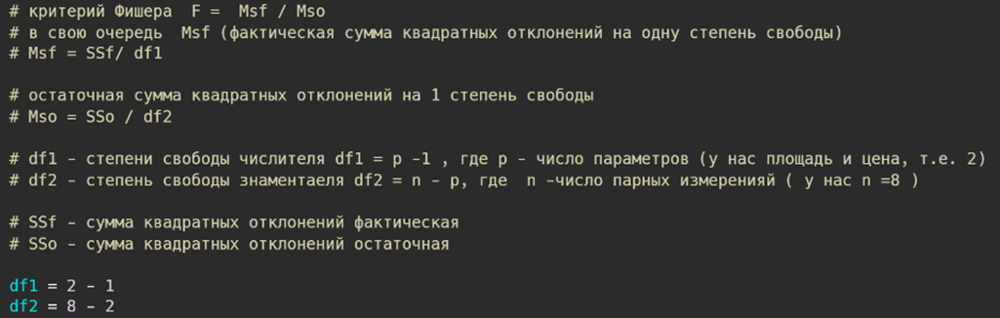 # критерий Фишера  F =  Msf / Mso
# в свою очередь  Msf (фактическая сумма квадратных отклонений на одну степень свободы)
# Msf = SSf/ df1
# остаточная сумма квадратных отклонений на 1 степень свободы
# Mso = SSo / df2
# df1 - степени свободы числителя df1 = p -1 , где p - число параметров (у нас площадь и цена, т.е. 2)
# df2 - степень свободы знаментаеля df2 = n - p, где  n -число парных измеренияй ( у нас n =8 )
# SSf - сумма квадратных отклонений фактическая
# SSo - сумма квадратных отклонений остаточная
df1 = 2 - 1
df2 = 8 - 2